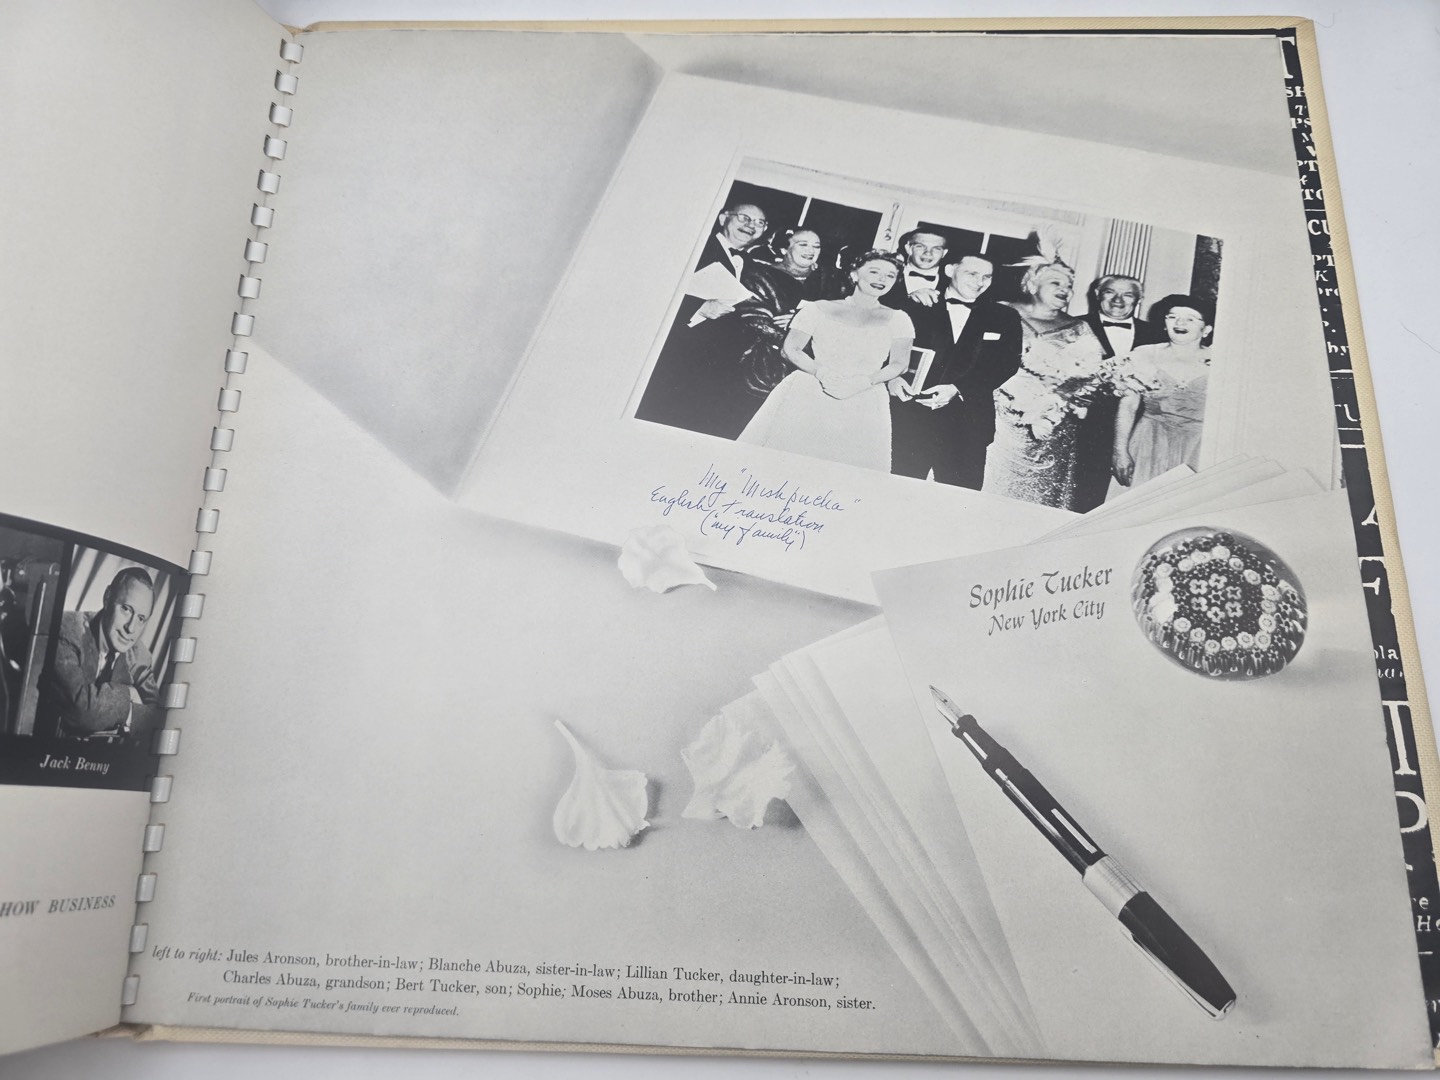 Jack Benny
HOW BUSINESS
My "Mishpucha"
English translation
("my family")
Sophie Tucker
New York City
left to right: Jules Aronson, brother-in-law; Blanche Abuza, sister-in-law; Lillian Tucker, daughter-in-law;
Charles Abuza, grandson; Bert Tucker, son; Sophie; Moses Abuza, brother; Annie Aronson, sister.
First portrait of Sophie Tucker's family ever reproduced.